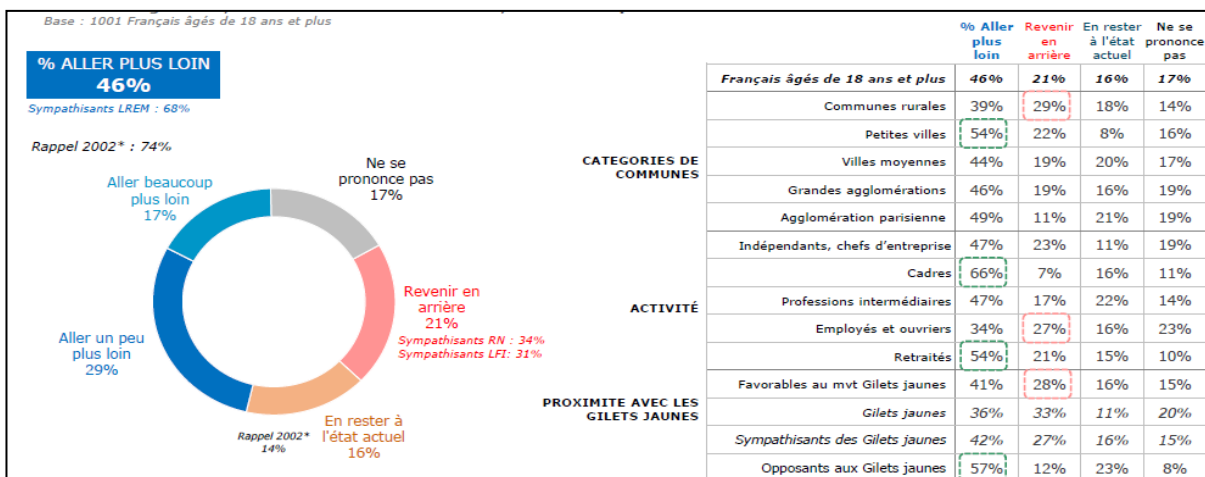 Base : 1001 Français âgés de 18 ans et plus
% ALLER PLUS LOIN
46%
Sympathisants LREM : 68%
Rappel 2002* : 74%
Ne se
prononce pas
17%
Aller beaucoup
plus loin
17%
Revenir en
arrière
21%
Sympathisants RN : 34%
Sympathisants LFI: 31%
Aller un peu
plus loin
29%
En rester à
l'état actuel
16%
Rappel 2002*
14%
% Aller plus loin Revenir en arrière En rester à l'état actuel Ne se prononce pas
Français âgés de 18 ans et plus 46% 21% 16% 17%
CATEGORIES DE COMMUNES
Communes rurales 39% 29% 18% 14%
Petites villes 54% 22% 8% 16%
Villes moyennes 44% 19% 20% 17%
Grandes agglomérations 46% 19% 16% 19%
Agglomération parisienne 49% 11% 21% 19%
ACTIVITÉ
Indépendants, chefs d'entreprise 47% 23% 11% 19%
Cadres 66% 7% 16% 11%
Professions intermédiaires 47% 17% 22% 14%
Employés et ouvriers 34% 27% 16% 23%
Retraités 54% 21% 15% 10%
PROXIMITE AVEC LES GILETS JAUNES
Favorables au mvt Gilets jaunes 41% 28% 16% 15%
Gilets jaunes 36% 33% 11% 20%
Sympathisants des Gilets jaunes 42% 27% 16% 15%
Opposants aux Gilets jaunes 57% 12% 23% 8%